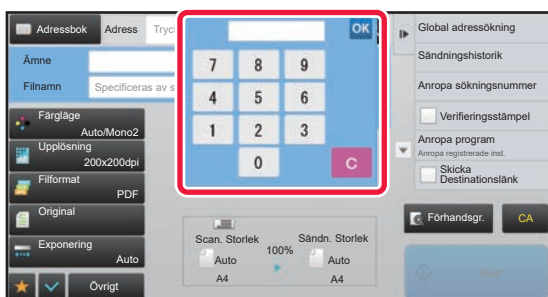 Adressbok
Adress
OK
Global adressökning
Ämne
Sändningshistorik
Filnamn
Specificeras av s
Anropa sökningsnummer
7 8 9
4 5 6
1 2 3
0 C
Färgläge
Auto/Mono2
Upplösning
200x200dpi
Filformat
PDF
Original
Exponering
Auto
Övrigt
Verifieringsstämpel
Anropa program
Anropa registrerade inst.
Skicka
Destinationslänk
Scan. Storlek
100%
Sändn. Storlek
Auto
Auto
A4
A4
Förhandsgr.
CA
Start